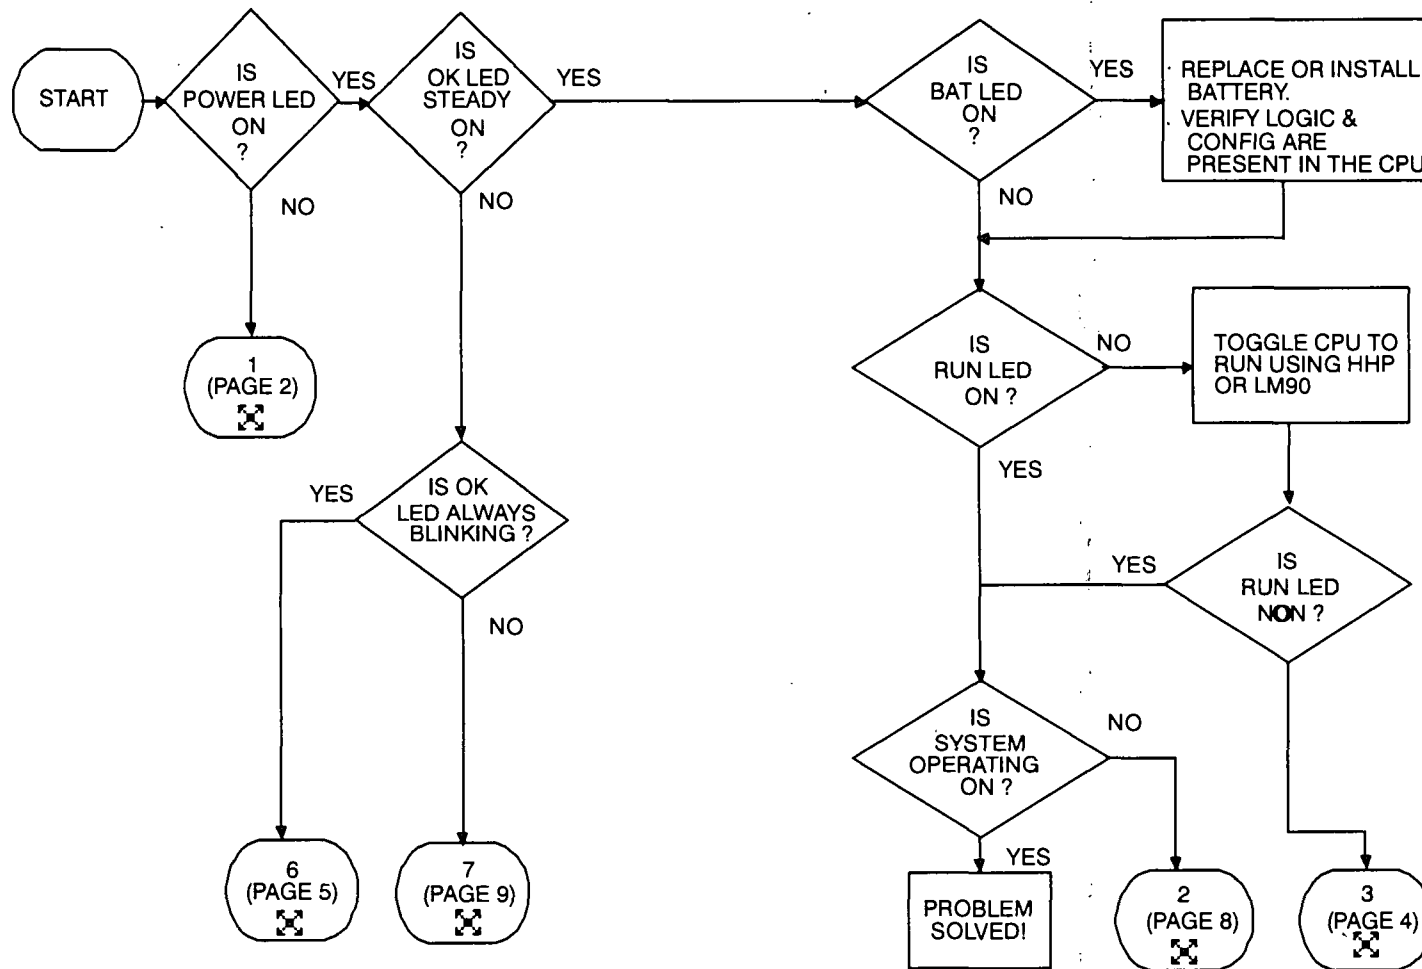 START
IS
POWER LED
ON
?
YES
NO
1
(PAGE 2)
IS
OK LED
STEADY
ON
?
YES
NO
IS OK
LED ALWAYS
BLINKING ?
YES
NO
6
(PAGE 5)
7
(PAGE 9)
IS
BAT LED
ON
?
YES
NO
REPLACE OR INSTALL
BATTERY.
VERIFY LOGIC &
CONFIG ARE
PRESENT IN THE CPU
IS
RUN LED
ON ?
NO
YES
TOGGLE CPU TO
RUN USING HHP
OR LM90
IS
RUN LED
NON ?
YES
IS
SYSTEM
OPERATING
ON ?
NO
YES
PROBLEM
SOLVED!
2
(PAGE 8)
3
(PAGE 4)